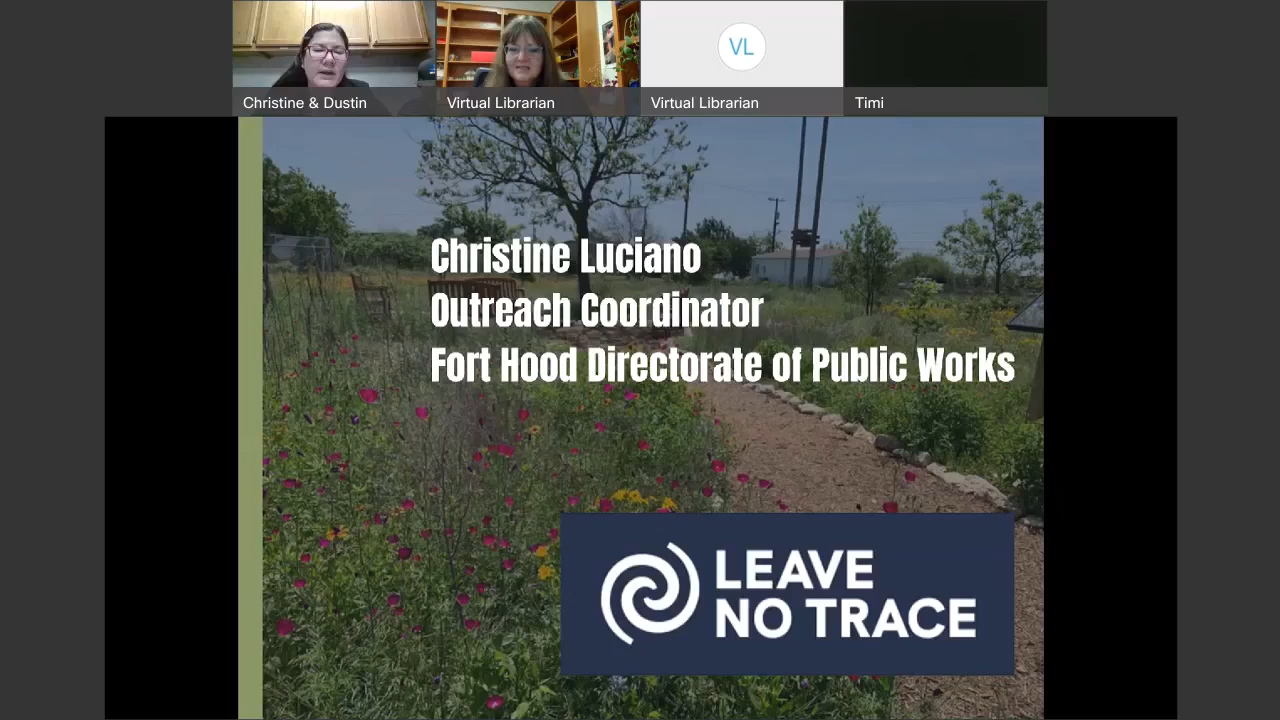 VL
Christine & Dustin
Virtual Librarian
Virtual Librarian
Timi
Christine Luciano
Outreach Coordinator
Fort Hood Directorate of Public Works
LEAVE
NO TRACE